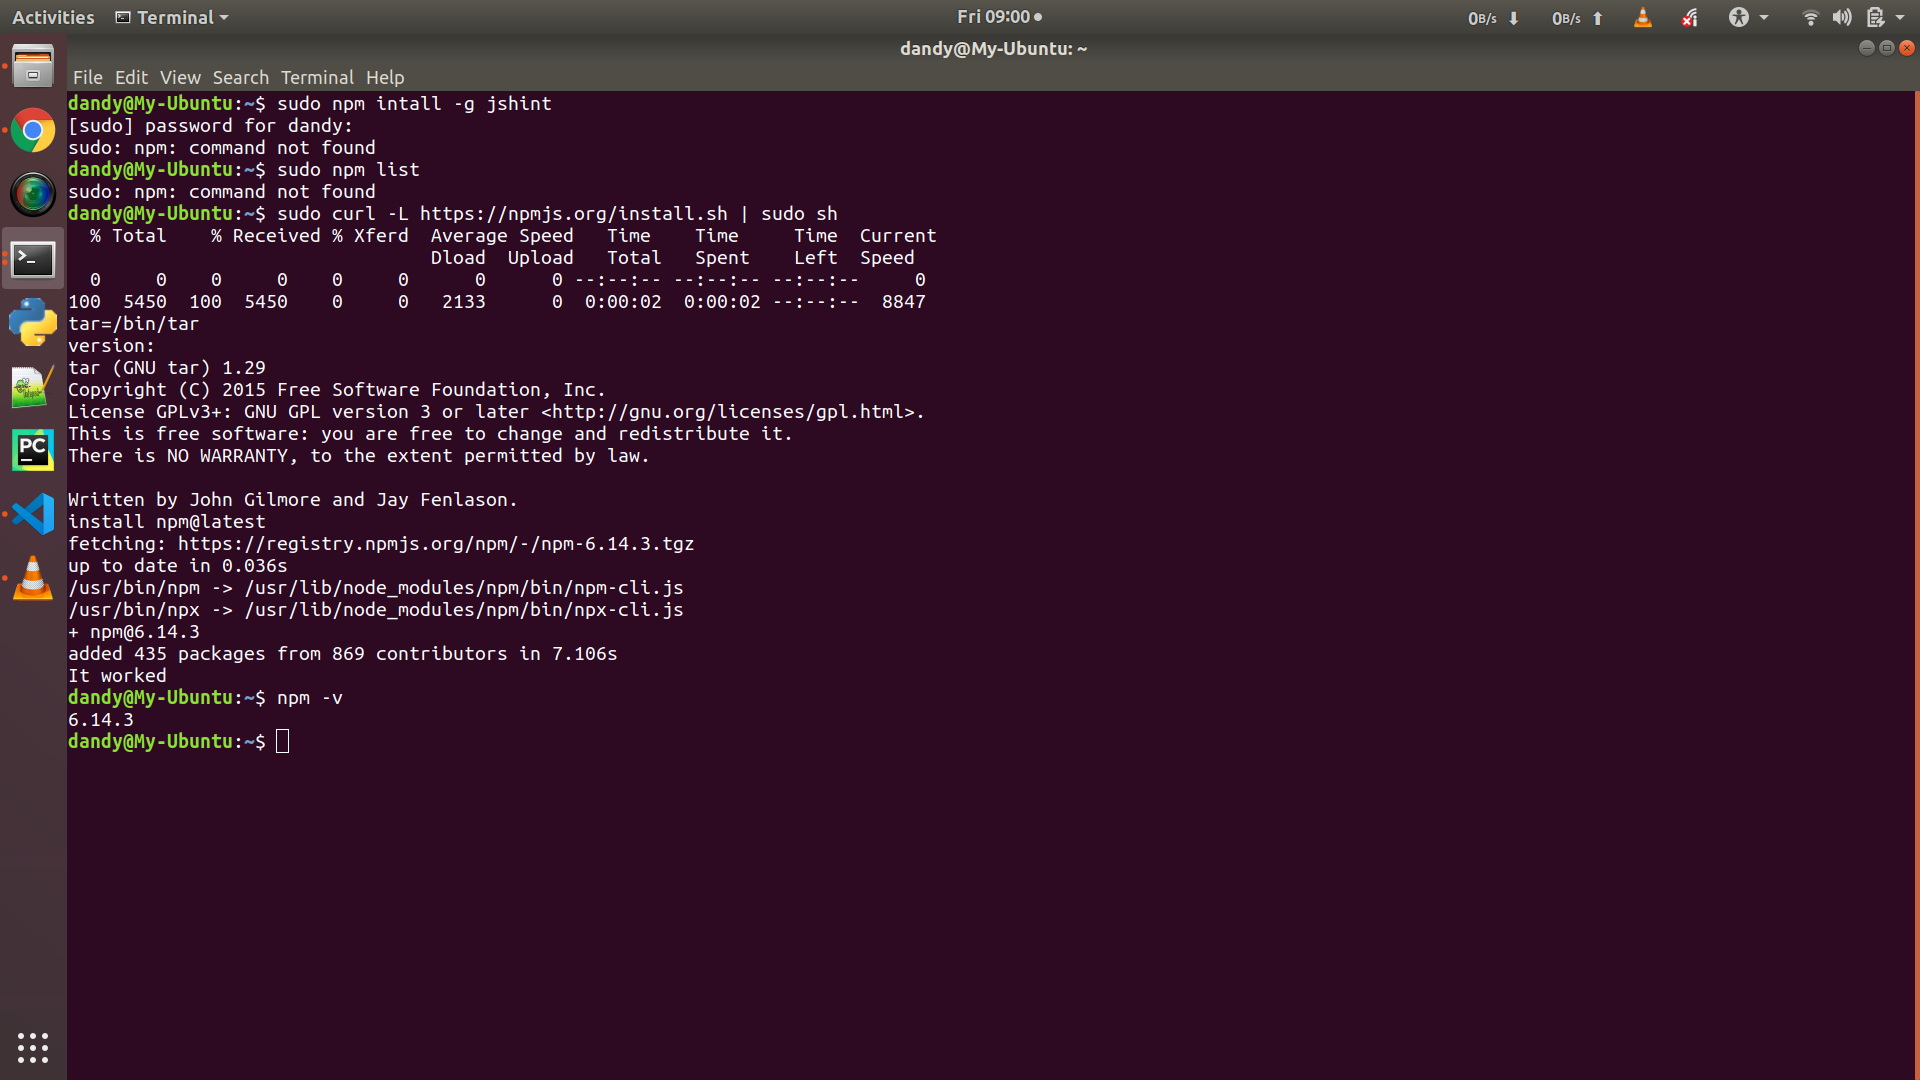 Activities Terminal Fri 09:00 0B/s 0B/s
dandy@My-Ubuntu: ~
File Edit View Search Terminal Help
dandy@My-Ubuntu:~$ sudo npm intall -g jshint
[sudo] password for dandy:
sudo: npm: command not found
dandy@My-Ubuntu:~$ sudo npm list
sudo: npm: command not found
dandy@My-Ubuntu:~$ sudo curl -L https://npmjs.org/install.sh | sudo sh
  % Total    % Received % Xferd  Average Speed   Time    Time     Time  Current
                                 Dload  Upload   Total   Spent    Left  Speed
  0     0    0     0    0     0      0      0 --:--:-- --:--:-- --:--:--     0
100  5450  100  5450    0     0   2133      0  0:00:02  0:00:02 --:--:--  8847
tar=/bin/tar
version:
tar (GNU tar) 1.29
Copyright (C) 2015 Free Software Foundation, Inc.
License GPLv3+: GNU GPL version 3 or later <http://gnu.org/licenses/gpl.html>.
This is free software: you are free to change and redistribute it.
There is NO WARRANTY, to the extent permitted by law.
Written by John Gilmore and Jay Fenlason.
install npm@latest
fetching: https://registry.npmjs.org/npm/-/npm-6.14.3.tgz
up to date in 0.036s
/usr/bin/npm -> /usr/lib/node_modules/npm/bin/npm-cli.js
/usr/bin/npx -> /usr/lib/node_modules/npm/bin/npx-cli.js
+ npm@6.14.3
added 435 packages from 869 contributors in 7.106s
It worked
dandy@My-Ubuntu:~$ npm -v
6.14.3
dandy@My-Ubuntu:~$
PC